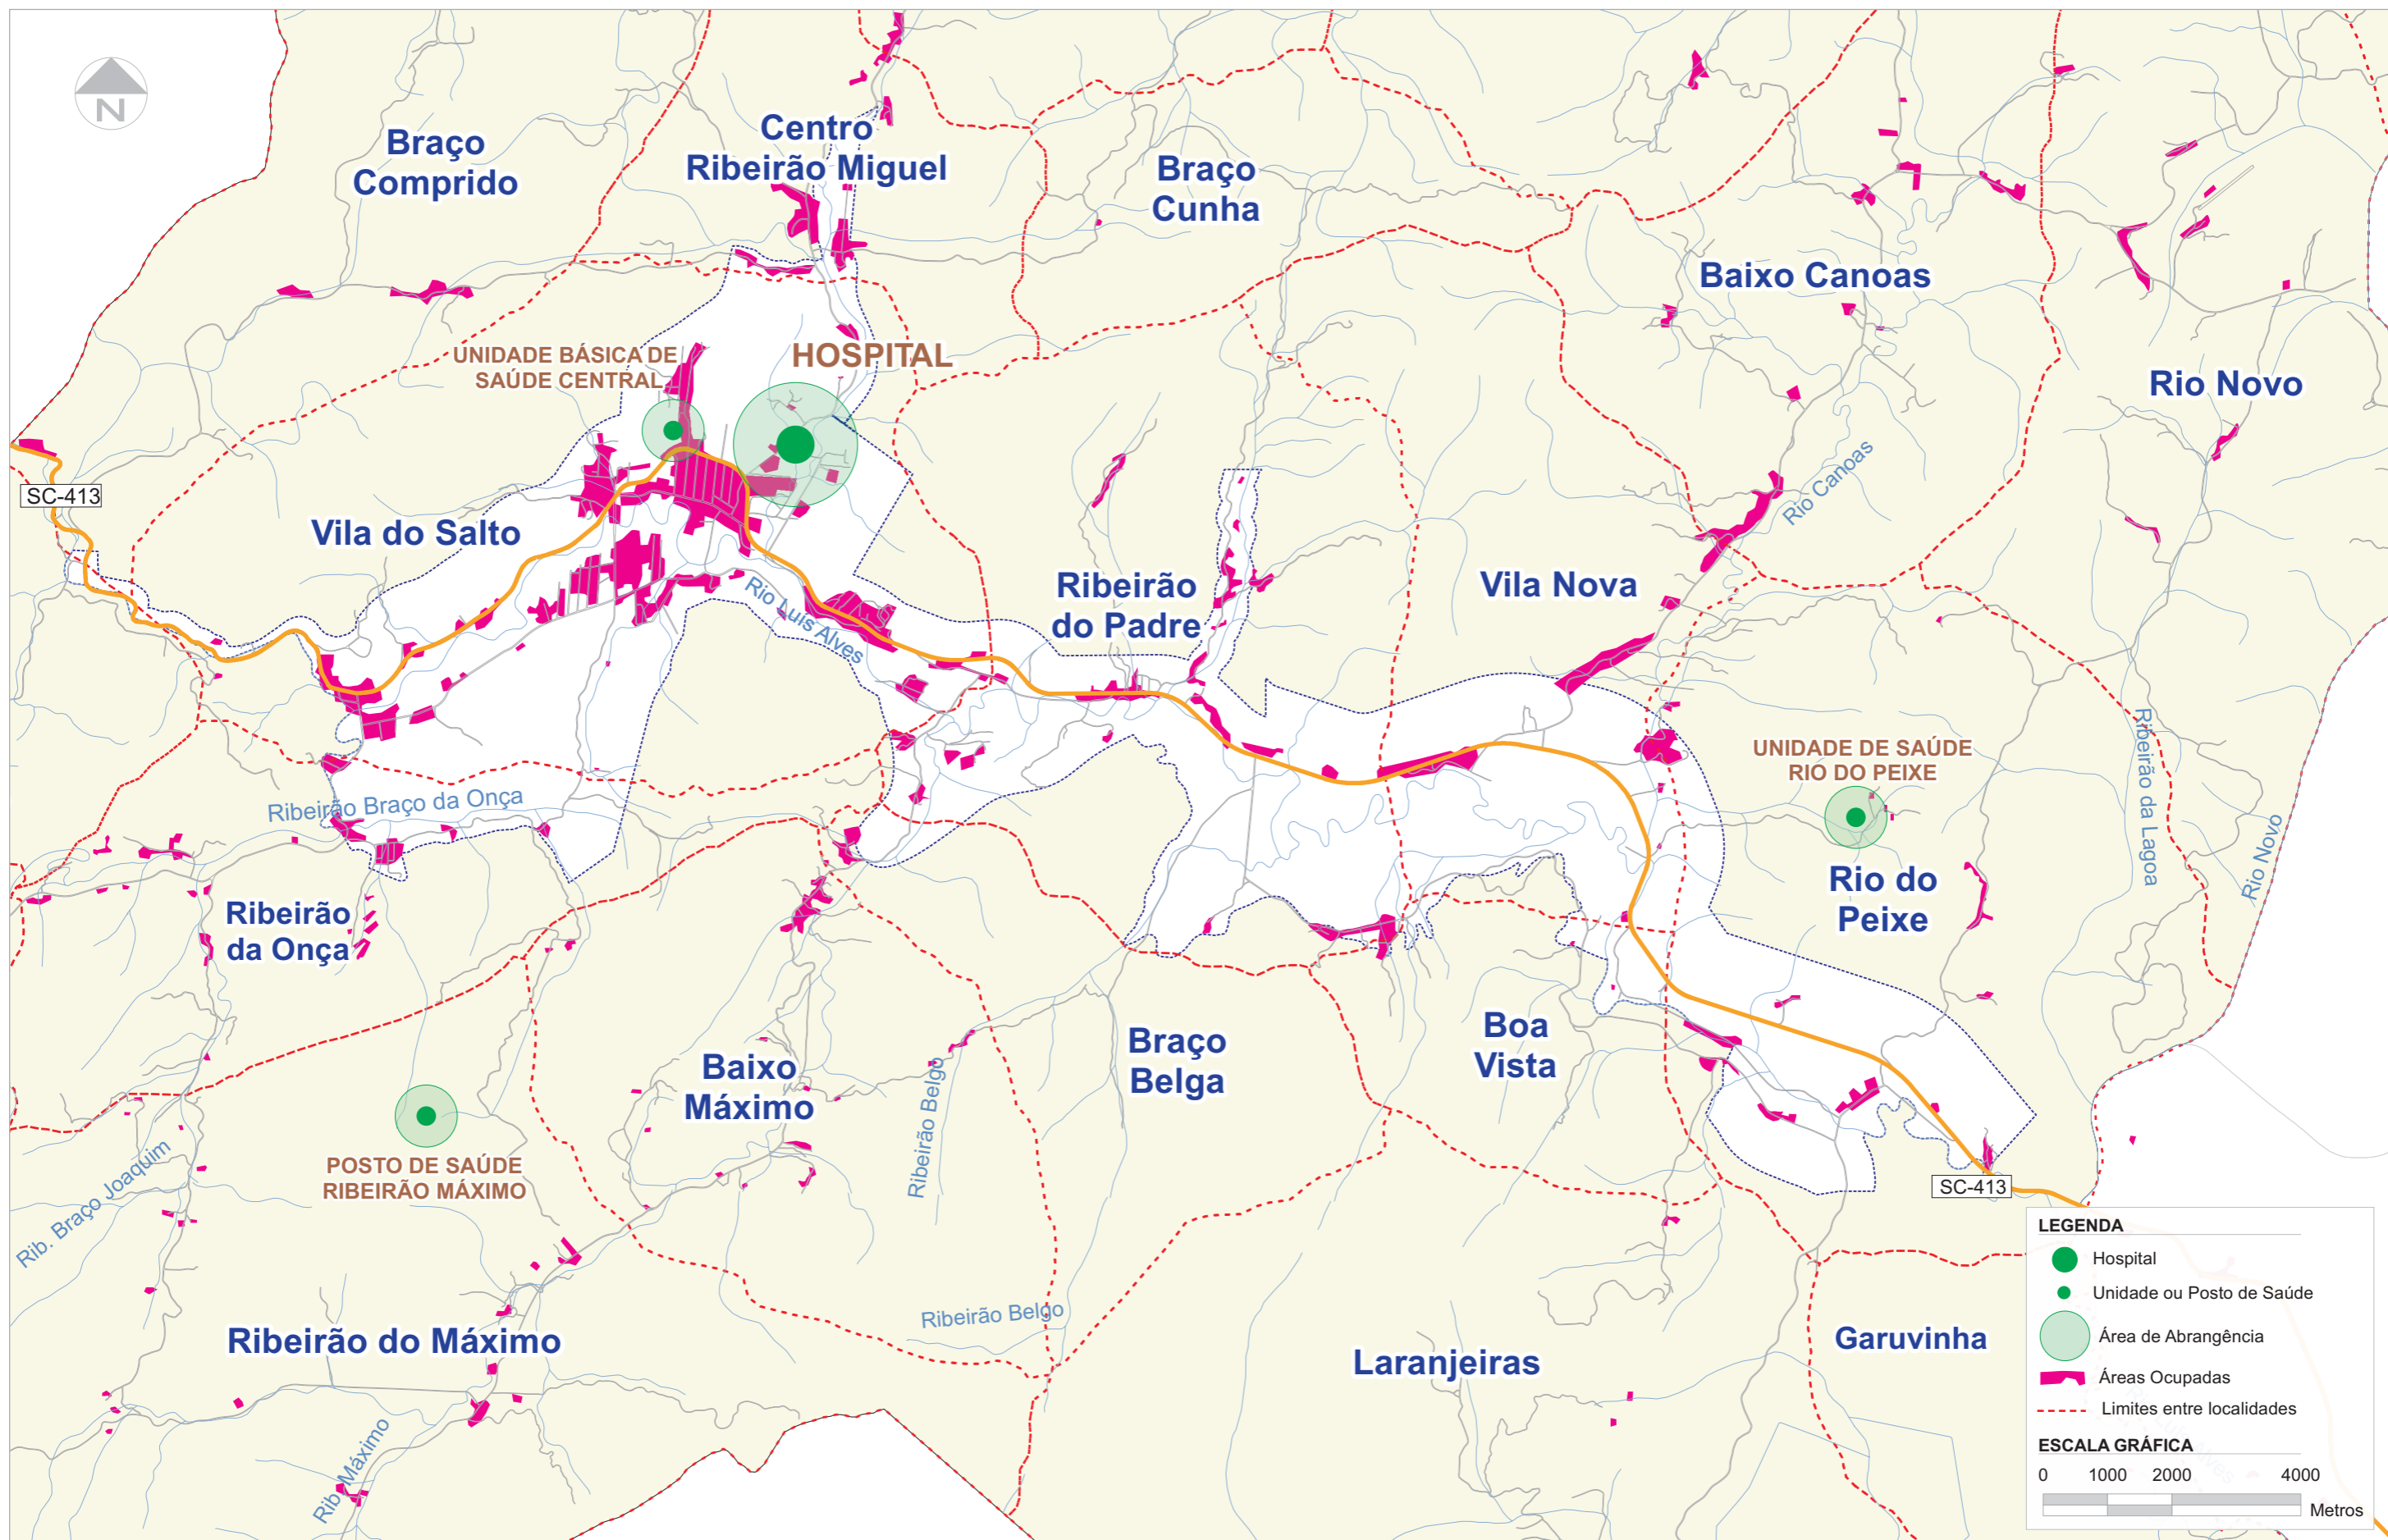 N
Braço
Comprido
Centro
Ribeirão Miguel
Braço
Cunha
Baixo Canoas
Rio Novo
UNIDADE BÁSICA DE
SAÚDE CENTRAL
HOSPITAL
SC-413
Vila do Salto
Rio Canoas
Rio Luis Alves
Ribeirão
do Padre
Vila Nova
UNIDADE DE SAÚDE
RIO DO PEIXE
Ribeirão da Lagoa
Rio Novo
Ribeirão Braço da Onça
Rio do
Peixe
Ribeirão
da Onça
Baixo
Máximo
Ribeirão Belgo
Braço
Belga
Boa
Vista
POSTO DE SAÚDE
RIBEIRÃO MÁXIMO
Rib. Braço Joaquim
SC-413
Ribeirão Belgo
Ribeirão do Máximo
Rib. Máximo
Laranjeiras
Garuvinha
LEGENDA
Hospital
Unidade ou Posto de Saúde
Área de Abrangência
Áreas Ocupadas
Limites entre localidades
ESCALA GRÁFICA
0 1000 2000 4000
Metros